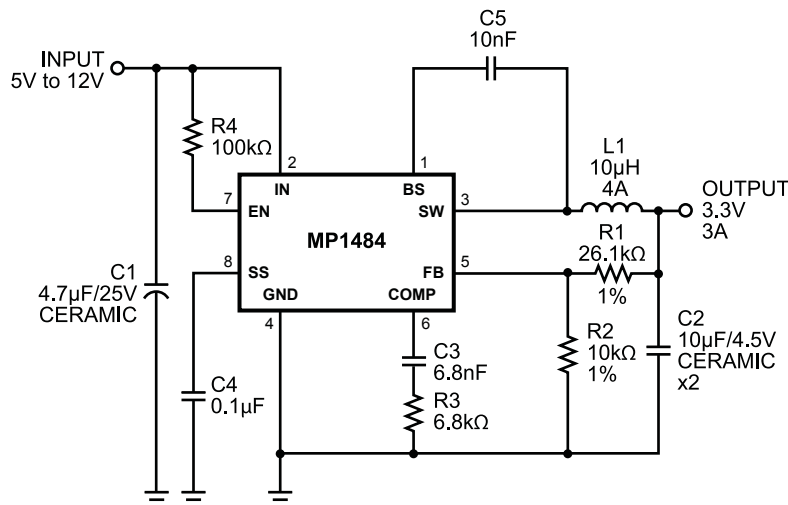 C5
10nF
INPUT
5V to 12V
R4
100kΩ
2
1
L1
10µH
4A
IN
BS
OUTPUT
3.3V
3A
7
EN
SW
3
MP1484
R1
26.1kΩ
1%
8
SS
FB
5
C1
4.7µF/25V
CERAMIC
GND
COMP
4
6
R2
10kΩ
1%
C2
10µF/4.5V
CERAMIC
x2
C3
6.8nF
C4
0.1µF
R3
6.8kΩ